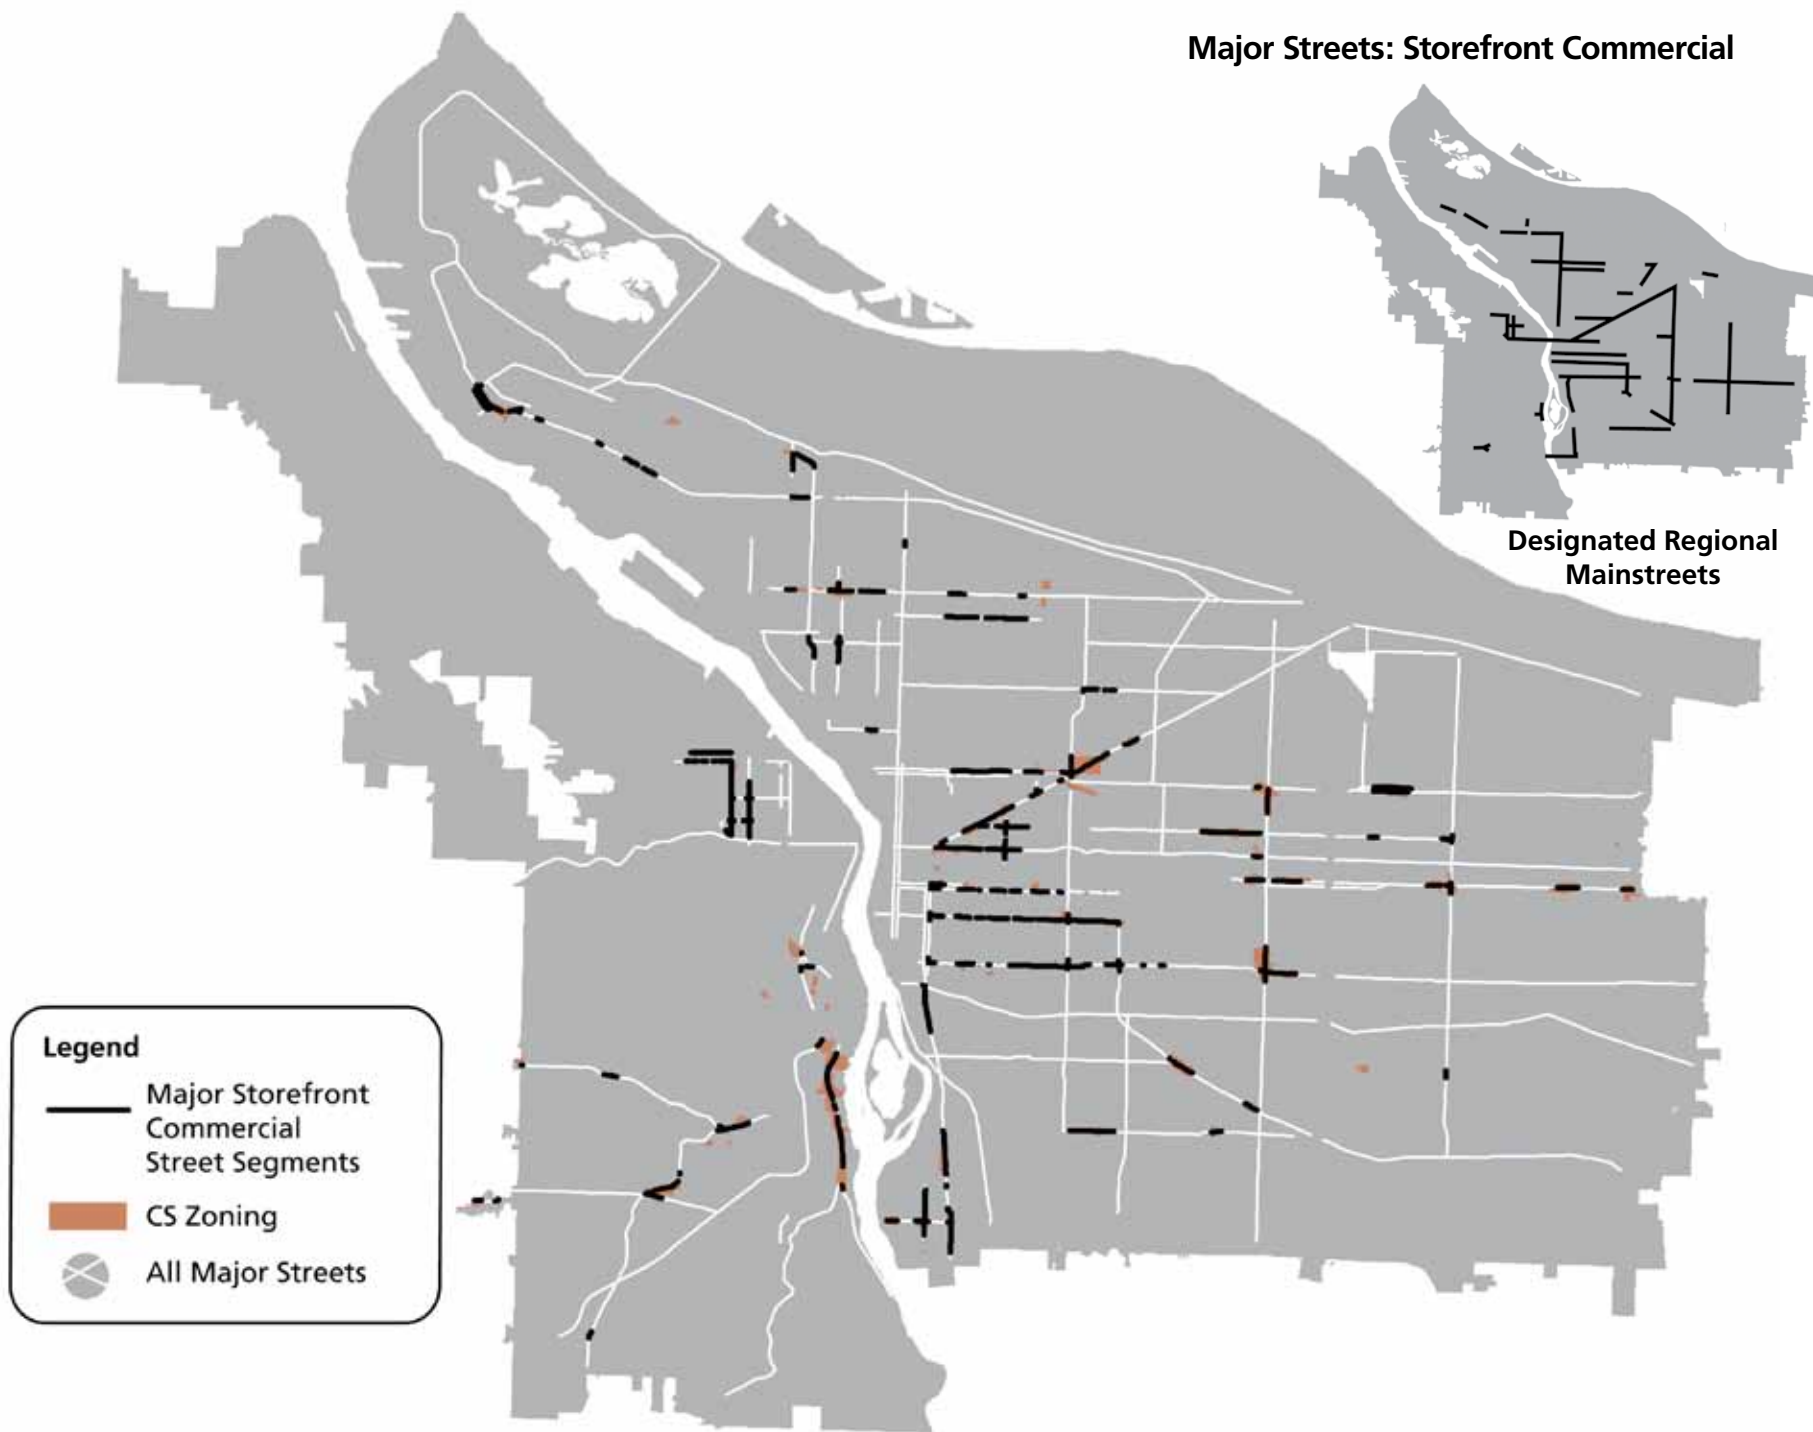 Major Streets: Storefront Commercial
Designated Regional
Mainstreets
Legend
Major Storefront
Commercial
Street Segments
CS Zoning
All Major Streets